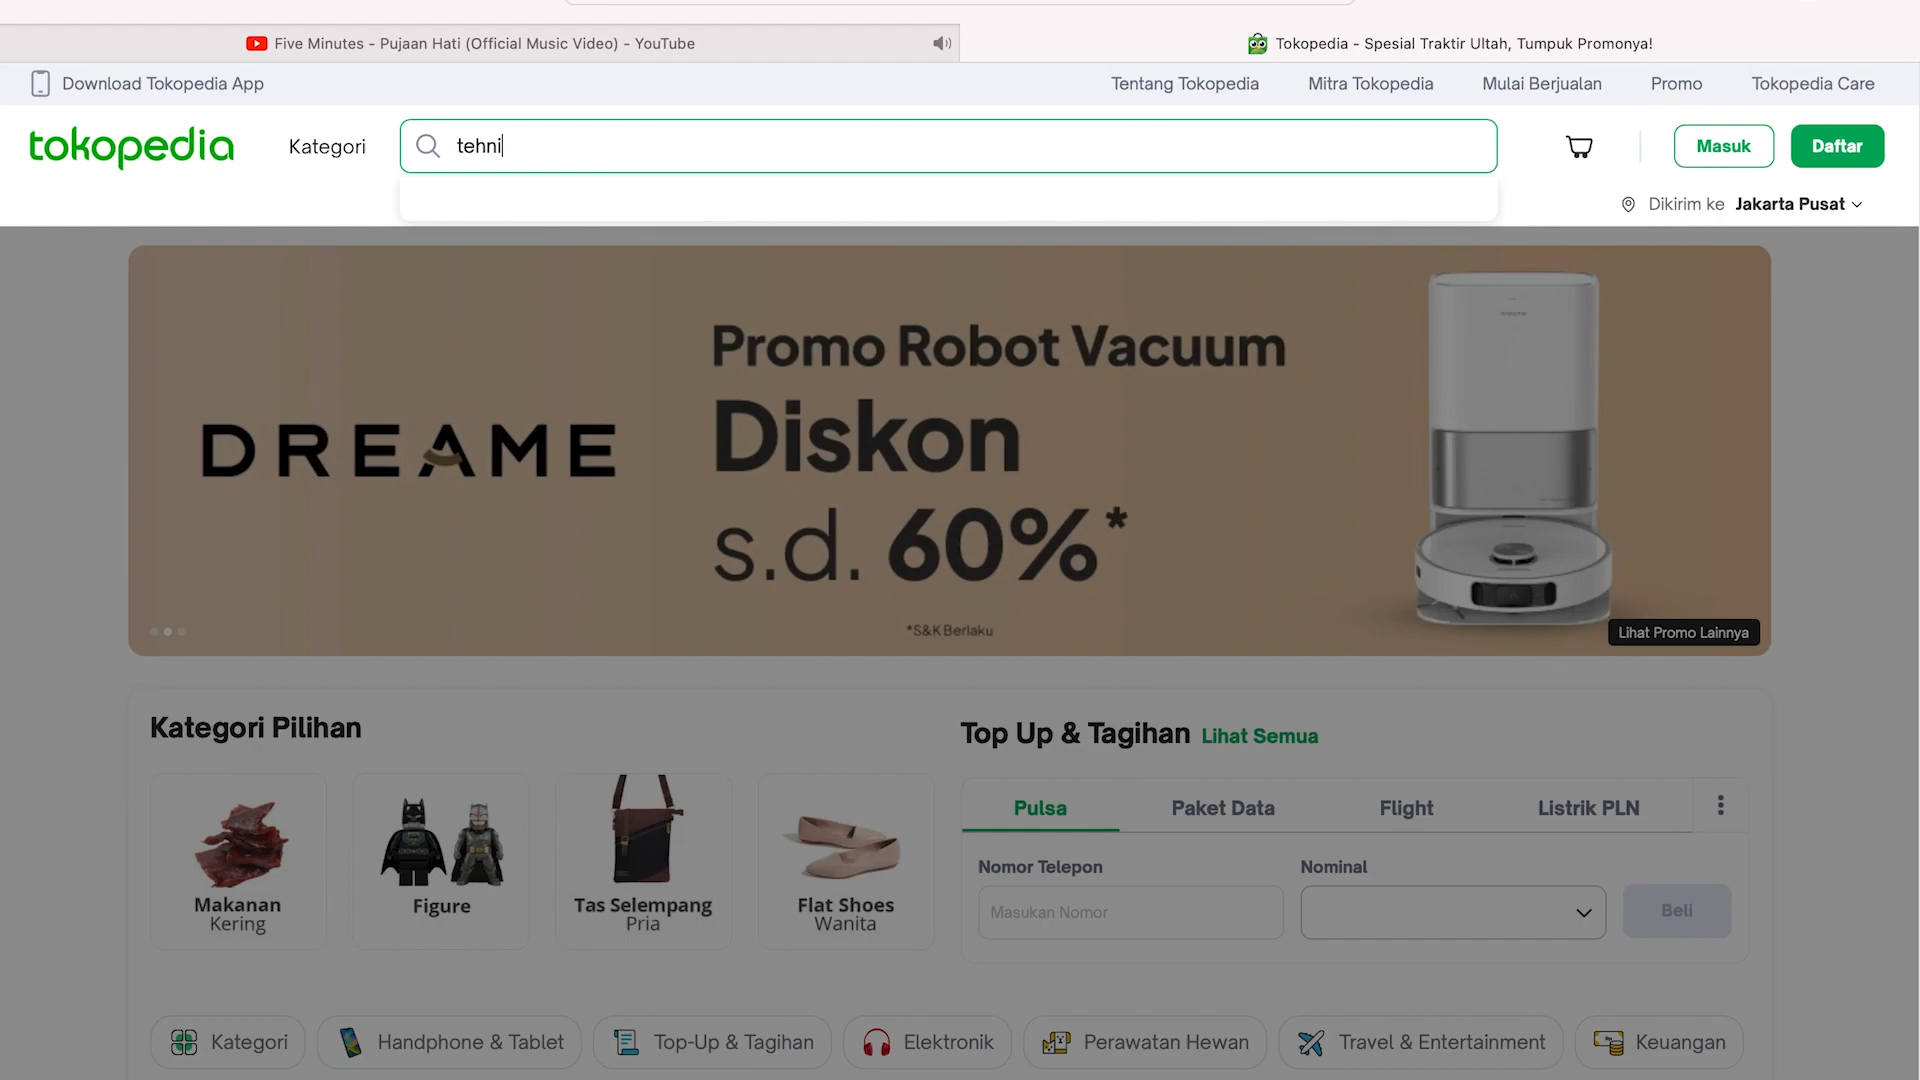 Five Minutes - Pujaan Hati (Official Music Video) - YouTube
Tokopedia - Spesial Traktir Ultah, Tumpuk Promonya!
Download Tokopedia App
Tentang Tokopedia
Mitra Tokopedia
Mulai Berjualan
Promo
Tokopedia Care
tokopedia
Kategori
tehni
Masuk
Daftar
Dikirim ke Jakarta Pusat
DREAME
Promo Robot Vacuum
Diskon
s.d. 60%*
*S&K Berlaku
Lihat Promo Lainnya
Kategori Pilihan
Makanan
Kering
Figure
Tas Selempang
Pria
Flat Shoes
Wanita
Top Up & Tagihan Lihat Semua
Pulsa
Paket Data
Flight
Listrik PLN
Nomor Telepon
Nominal
Masukan Nomor
Beli
Kategori
Handphone & Tablet
Top-Up & Tagihan
Elektronik
Perawatan Hewan
Travel & Entertainment
Keuangan